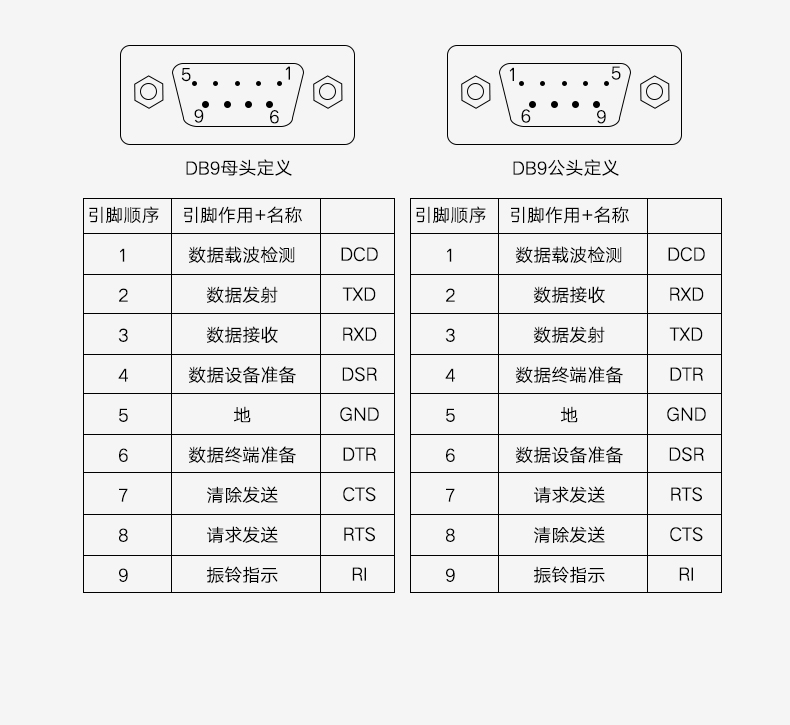 5 1
9 6
DB9母头定义
引脚顺序 引脚作用+名称
1 数据载波检测 DCD
2 数据发射 TXD
3 数据接收 RXD
4 数据设备准备 DSR
5 地 GND
6 数据终端准备 DTR
7 清除发送 CTS
8 请求发送 RTS
9 振铃指示 RI
1 5
6 9
DB9公头定义
引脚顺序 引脚作用+名称
1 数据载波检测 DCD
2 数据接收 RXD
3 数据发射 TXD
4 数据终端准备 DTR
5 地 GND
6 数据设备准备 DSR
7 请求发送 RTS
8 清除发送 CTS
9 振铃指示 RI